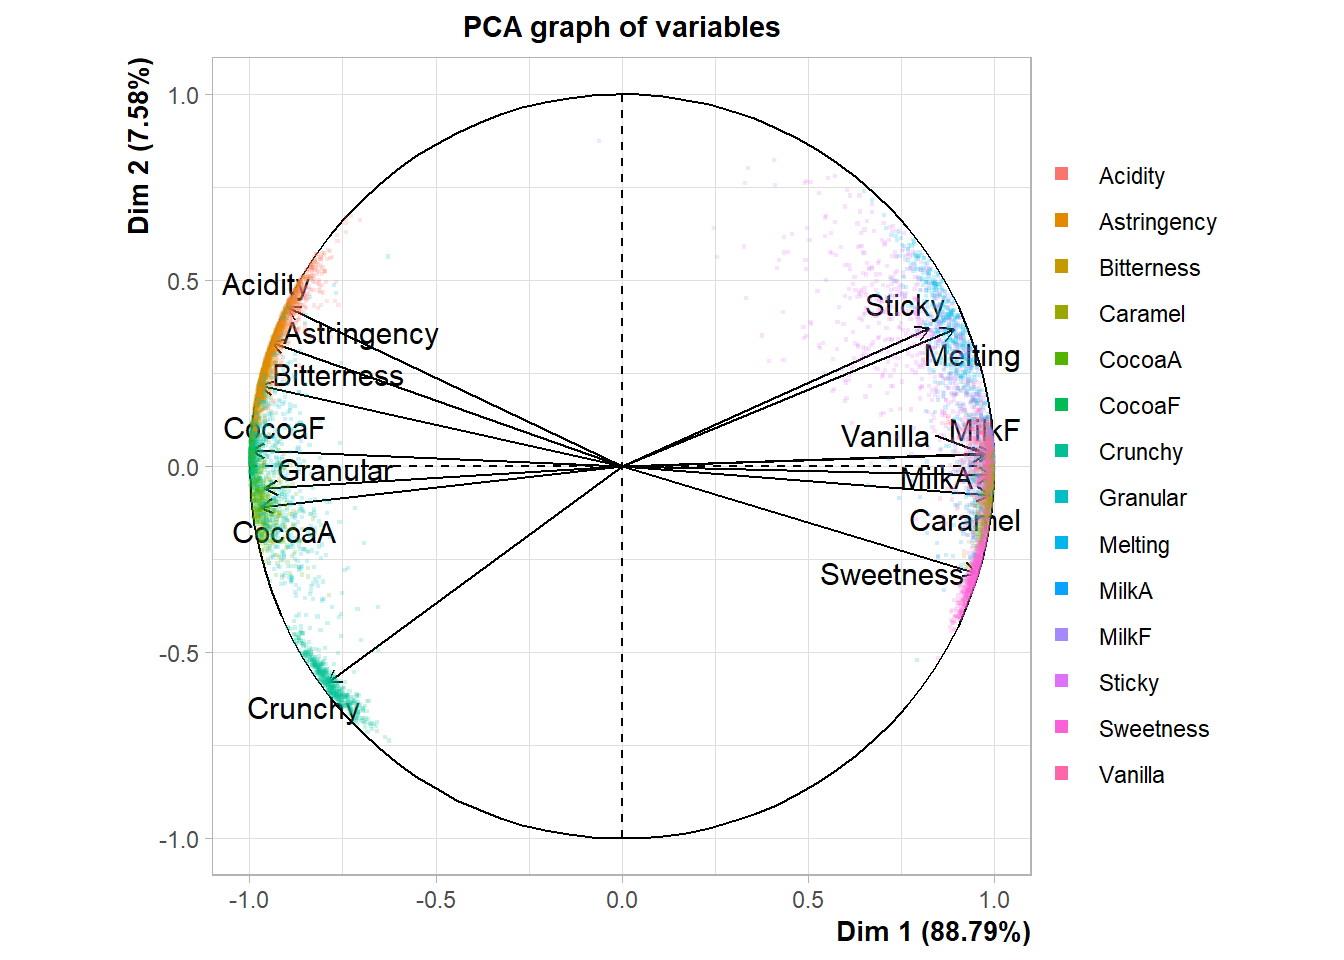 PCA graph of variables
Dim 2 (7.58%)
1.0
0.5
0.0
-0.5
-1.0
Acidity
Astringency
Bitterness
CocoaF
Granular
CocoaA
Crunchy
Sticky
Melting
Vanilla
MilkF
MilkA
Caramel
Sweetness
-1.0
-0.5
0.0
0.5
1.0
Dim 1 (88.79%)
Acidity
Astringency
Bitterness
Caramel
CocoaA
CocoaF
Crunchy
Granular
Melting
MilkA
MilkF
Sticky
Sweetness
Vanilla